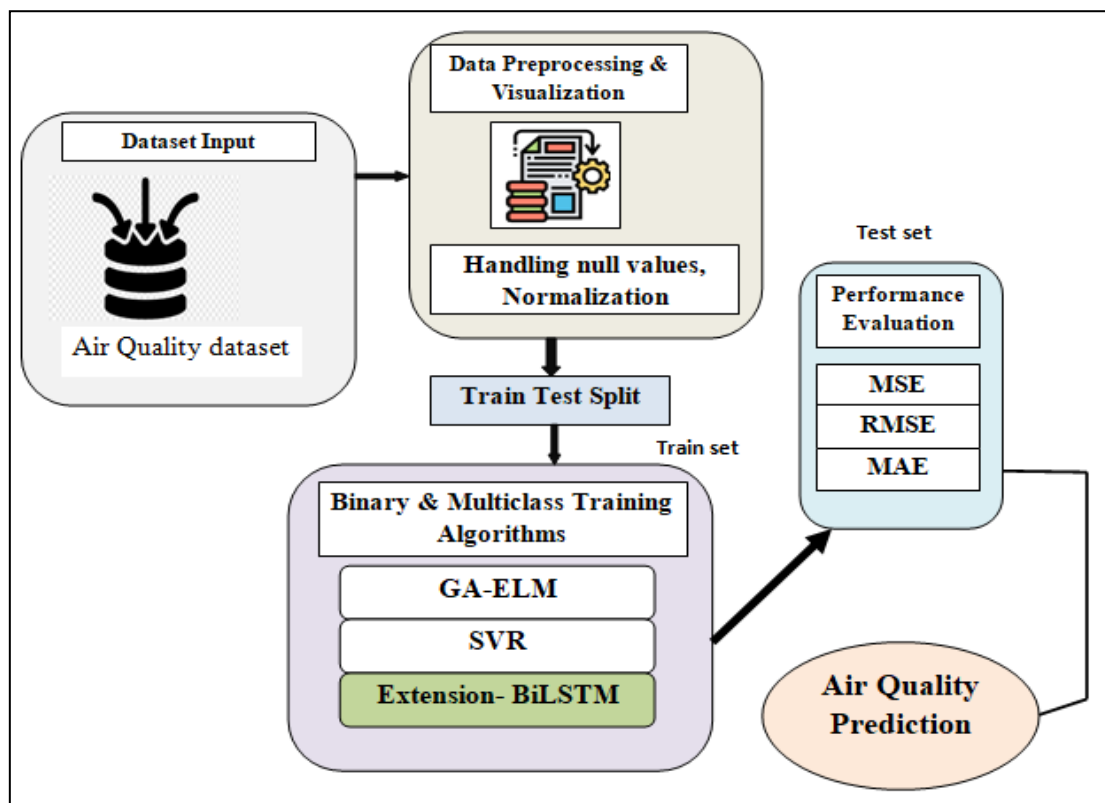 Dataset Input
Air Quality dataset
Data Preprocessing &
Visualization
Handling null values,
Normalization
Train Test Split
Train set
Binary & Multiclass Training
Algorithms
GA-ELM
SVR
Extension- BiLSTM
Test set
Performance
Evaluation
MSE
RMSE
MAE
Air Quality
Prediction